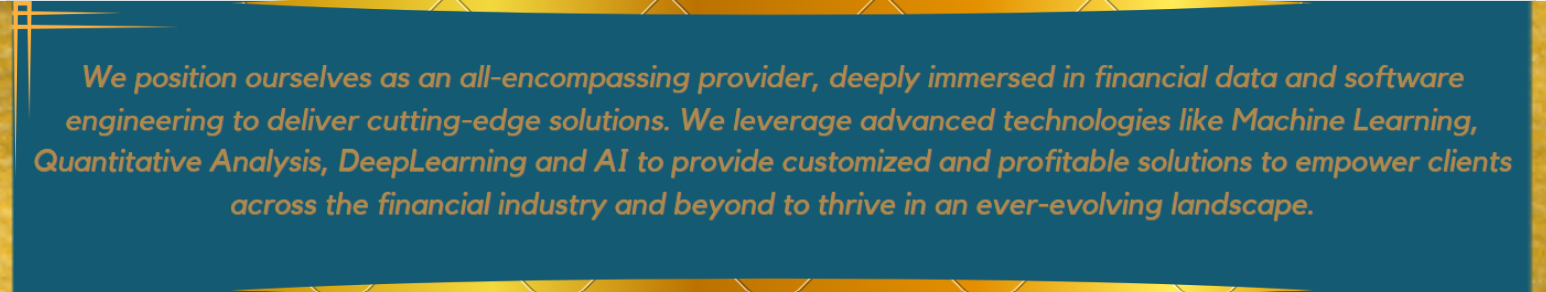 We position ourselves as an all-encompassing provider, deeply immersed in financial data and software
engineering to deliver cutting-edge solutions. We leverage advanced technologies like Machine Learning,
Quantitative Analysis, DeepLearning and AI to provide customized and profitable solutions to empower clients
across the financial industry and beyond to thrive in an ever-evolving landscape.